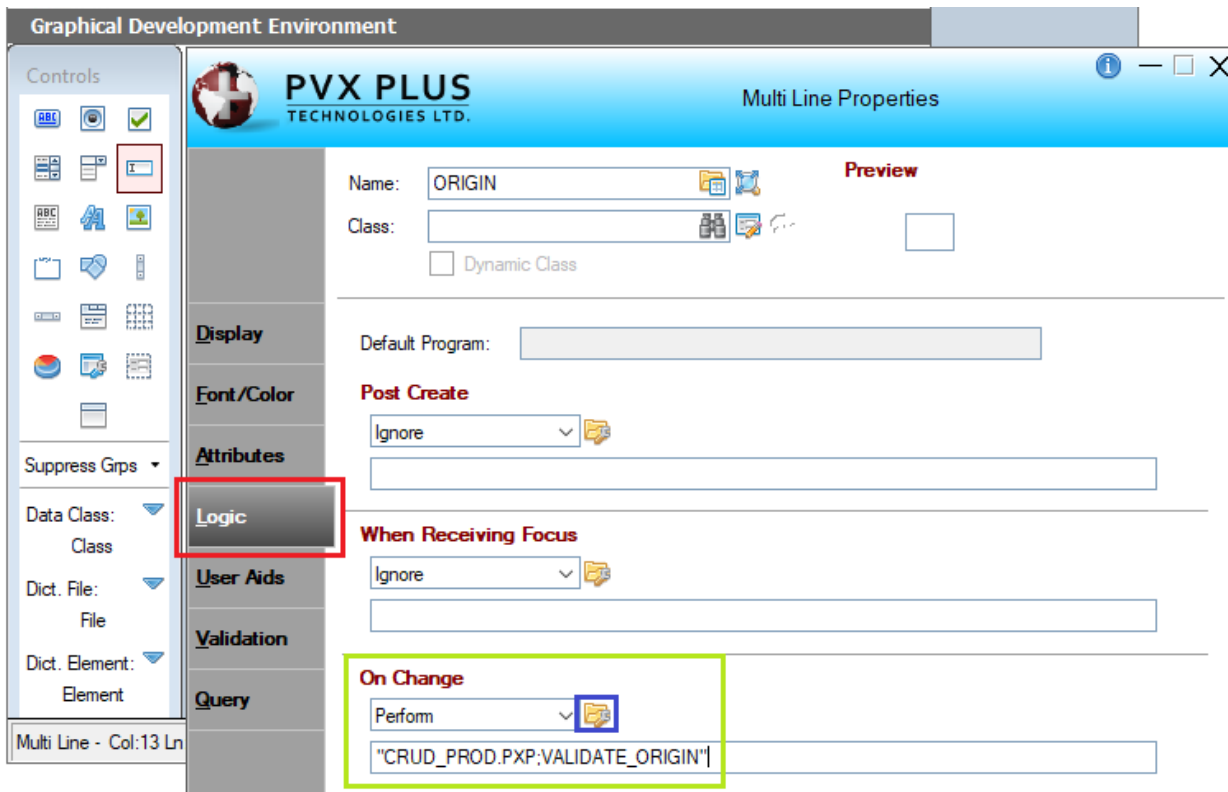 Graphical Development Environment
Controls
ABC
ABC
Suppress Grps
Data Class:
Class
Dict. File:
File
Dict. Element:
Element
Multi Line - Col:13 Ln
PVX PLUS
TECHNOLOGIES LTD.
Multi Line Properties
Display
Font/Color
Attributes
Logic
User Aids
Validation
Query
Name: ORIGIN
Class:
Dynamic Class
Preview
Default Program:
Post Create
Ignore
When Receiving Focus
Ignore
On Change
Perform
"CRUD_PROD.PXP;VALIDATE_ORIGIN"